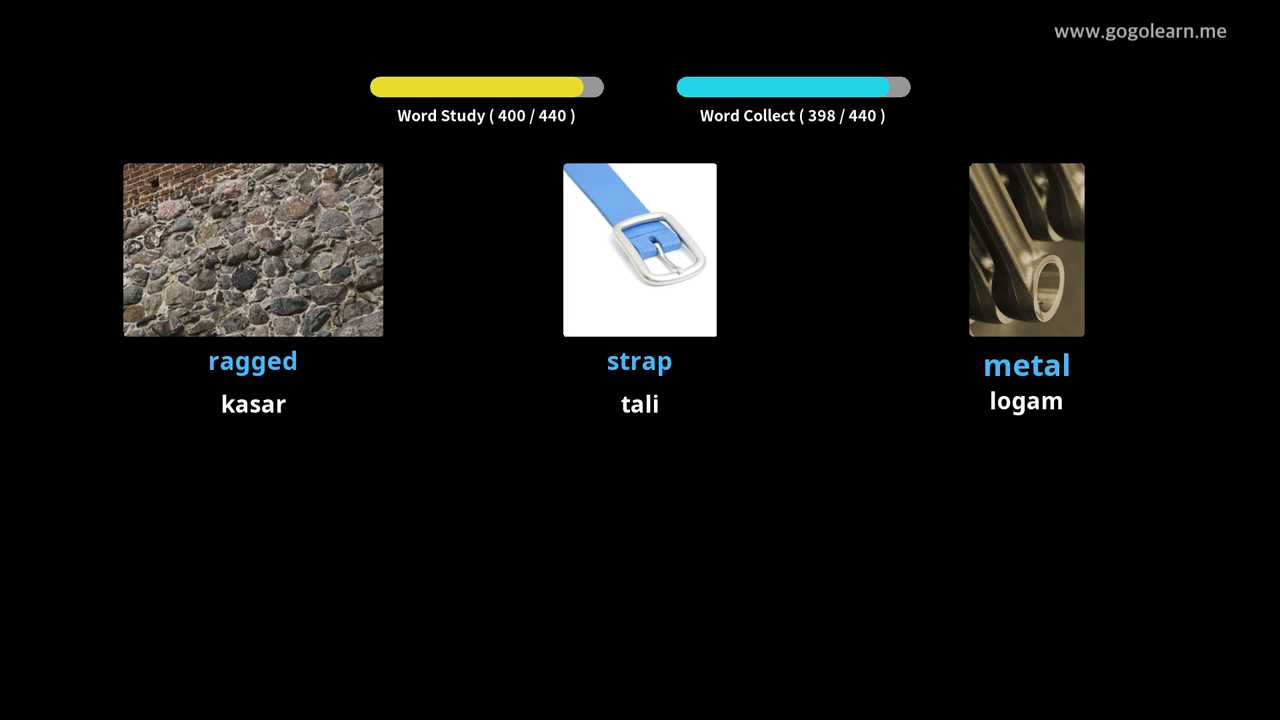 www.gogolearn.me
Word Study ( 400 / 440 )
Word Collect ( 398 / 440 )
ragged
kasar
strap
tali
metal
logam